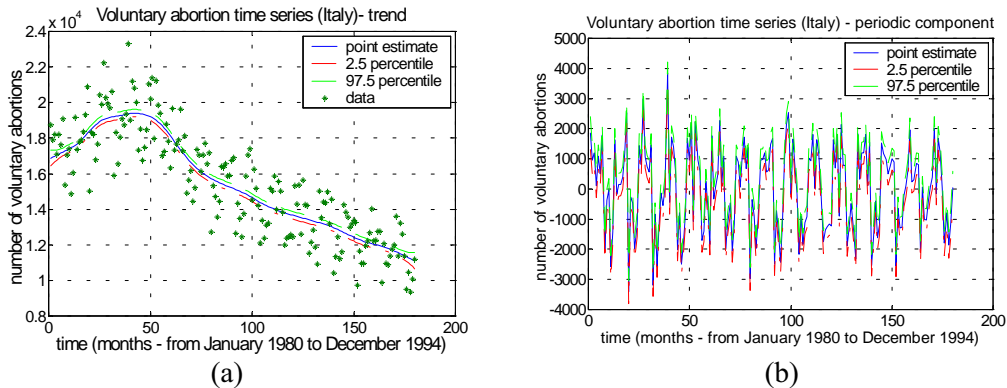 Voluntary abortion time series (Italy)- trend
x 10^4
2.4
2.2
2
1.8
1.6
1.4
1.2
1
0.8
0
50
100
150
200
number of voluntary abortions
point estimate
2.5 percentile
97.5 percentile
data
time (months - from January 1980 to December 1994)
(a)
Voluntary abortion time series (Italy) - periodic component
5000
4000
3000
2000
1000
0
-1000
-2000
-3000
-4000
0
50
100
150
200
number of voluntary abortions
point estimate
2.5 percentile
97.5 percentile
time (months - from January 1980 to December 1994)
(b)